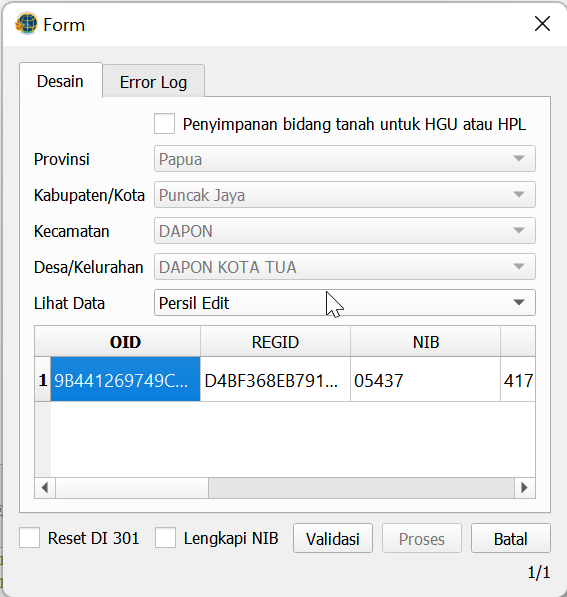 Form
Desain Error Log
Penyimpanan bidang tanah untuk HGU atau HPL
Provinsi Papua
Kabupaten/Kota Puncak Jaya
Kecamatan DAPON
Desa/Kelurahan DAPON KOTA TUA
Lihat Data Persil Edit
OID REGID NIB
1 9B441269749C... D4BF368EB791... 05437 417
Reset DI 301 Lengkapi NIB Validasi Proses Batal
1/1